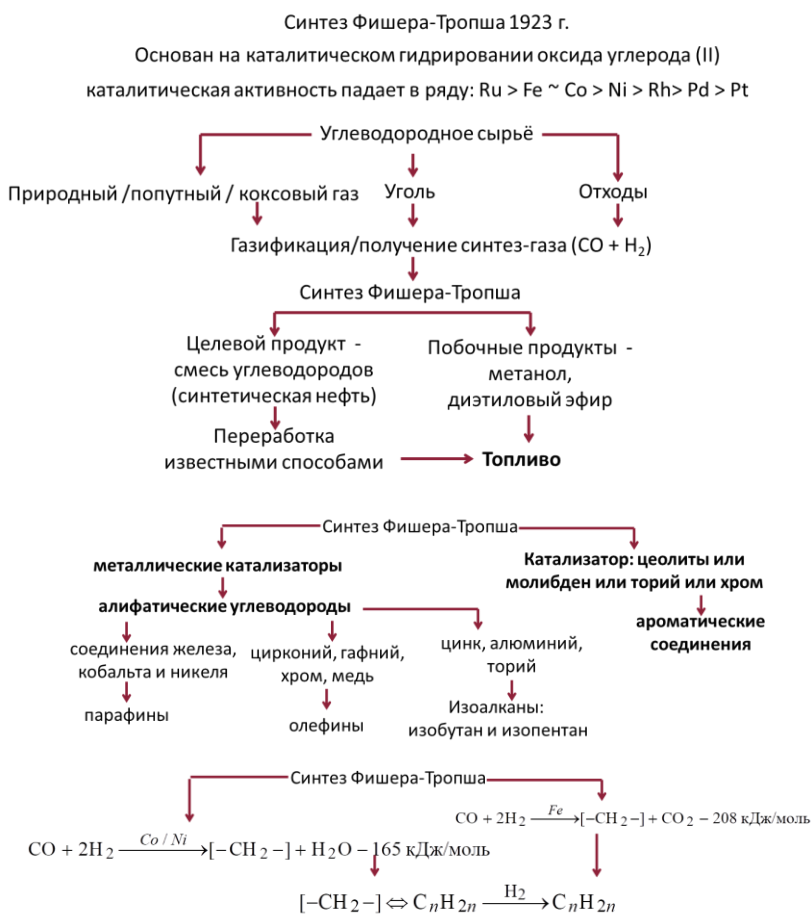 Синтез Фишера-Тропша 1923 г.
Основан на каталитическом гидрировании оксида углерода (II)
каталитическая активность падает в ряду: Ru > Fe ~ Co > Ni > Rh> Pd > Pt
Углеводородное сырьё
Природный /попутный / коксовый газ
Уголь
Отходы
Газификация/получение синтез-газа (CO + H₂)
Синтез Фишера-Тропша
Целевой продукт -
смесь углеводородов
(синтетическая нефть)
Побочные продукты -
метанол,
диэтиловый эфир
Переработка
известными способами
Топливо
Синтез Фишера-Тропша
металлические катализаторы
Катализатор: цеолиты или
молибден или торий или хром
алифатические углеводороды
ароматические
соединения
соединения железа,
кобальта и никеля
цирконий, гафний,
хром, медь
цинк, алюминий,
торий
парафины
олефины
Изоалканы:
изобутан и изопентан
Синтез Фишера-Тропша
CO + 2H₂ —Fe→ [−CH₂−] + CO₂ − 208 кДж/моль
CO + 2H₂ —Co / Ni→ [−CH₂−] + H₂O − 165 кДж/моль
[−CH₂−] ⇔ CₙH₂ₙ —H₂→ CₙH₂ₙ